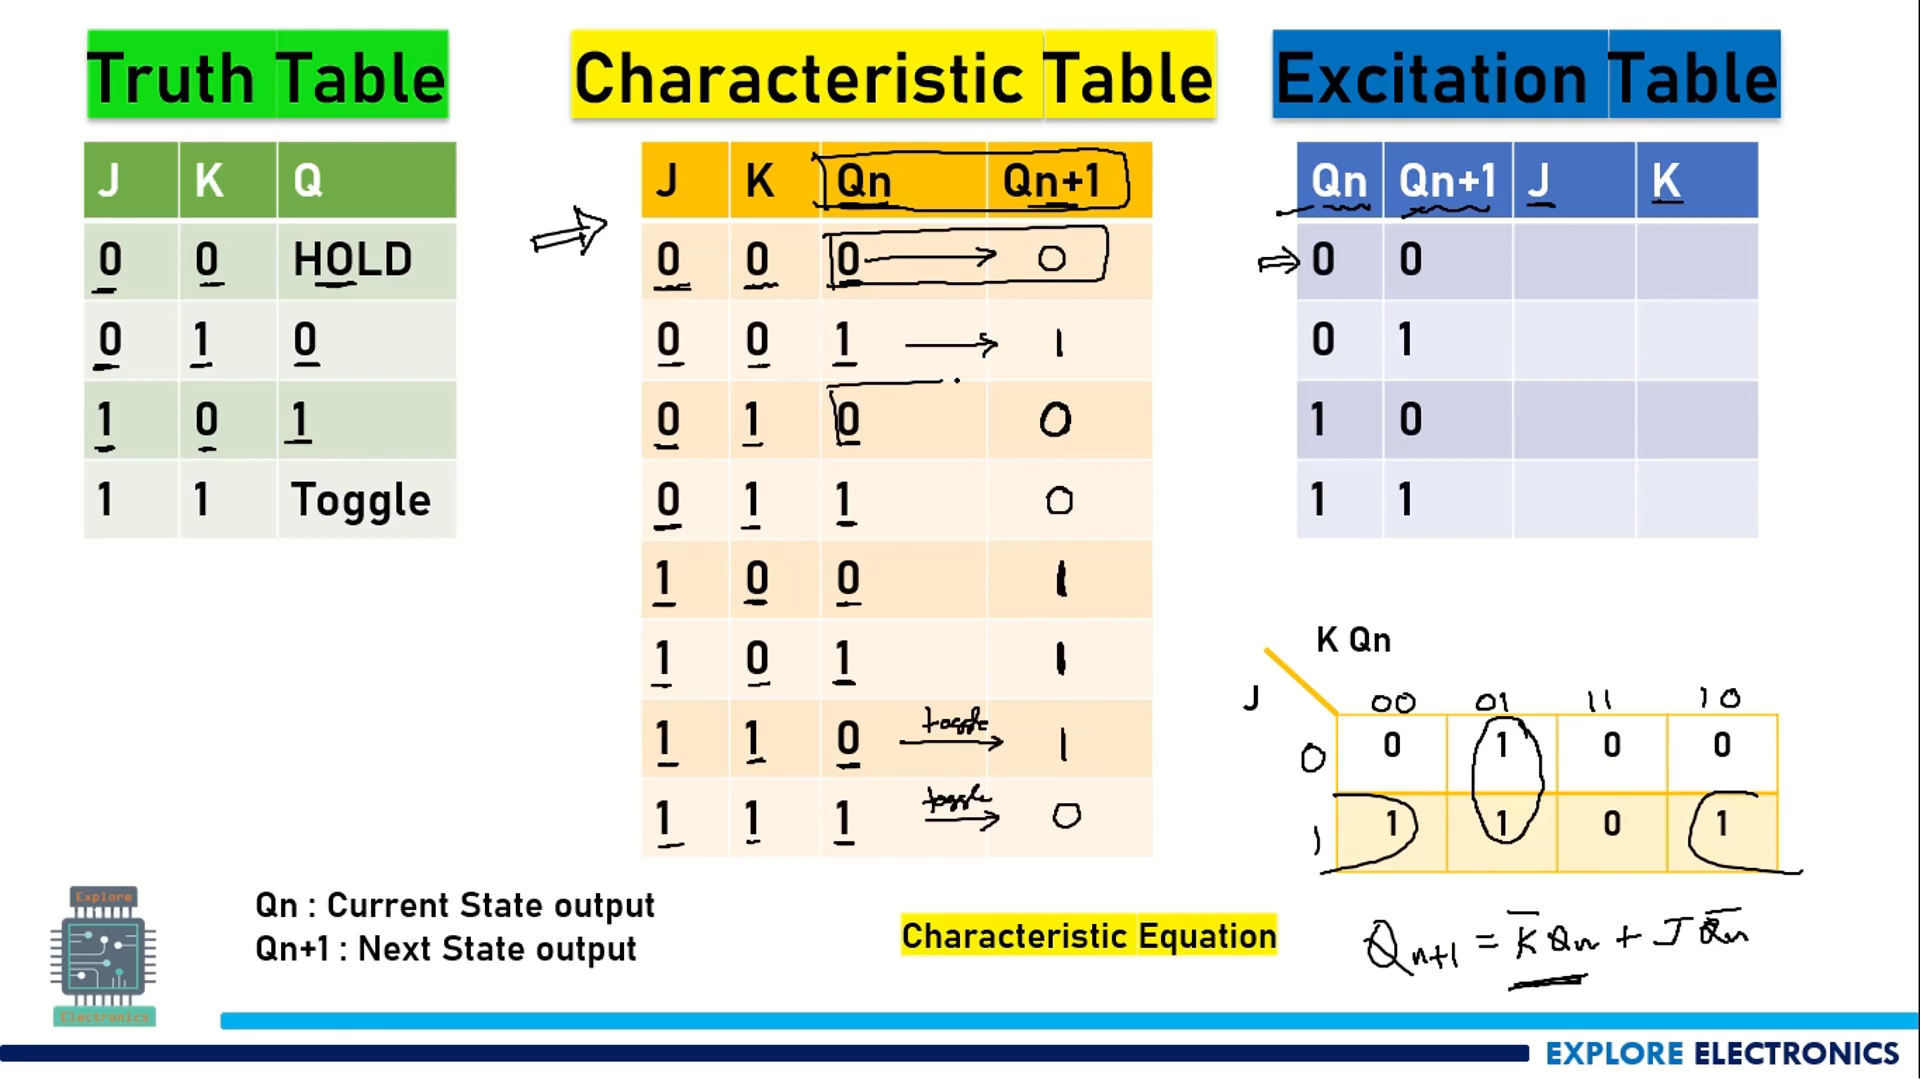 Truth Table
J K Q
0 0 HOLD
0 1 0
1 0 1
1 1 Toggle
Characteristic Table
J K Qn Qn+1
0 0 0 0
0 0 1 1
0 1 0 0
0 1 1 0
1 0 0 1
1 0 1 1
1 1 0 toggle 1
1 1 1 toggle 0
Excitation Table
Qn Qn+1 J K
0 0
0 1
1 0
1 1
K Qn
J
00 01 11 10
0 0 1 0 0
1 1 1 0 1
Explore
Electronics
Qn : Current State output
Qn+1 : Next State output
Characteristic Equation
Qn+1 = K̅ Qn + J Q̅n̅
EXPLORE ELECTRONICS